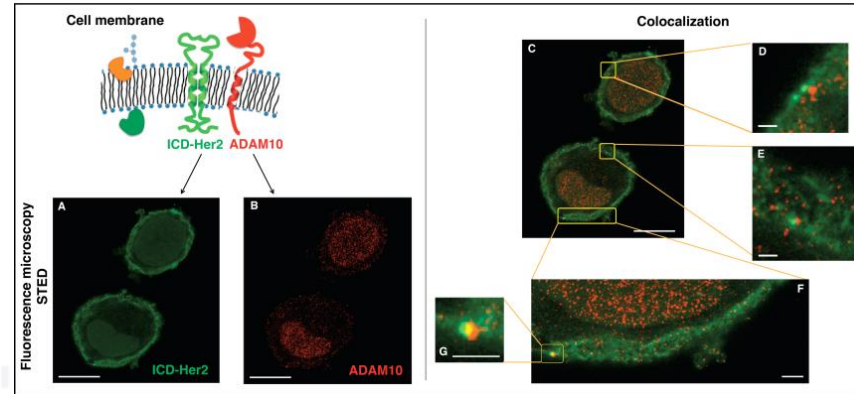 Cell membrane
ICD-Her2 ADAM10
Fluorescence microscopy
STED
A
ICD-Her2
B
ADAM10
Colocalization
C
D
E
F
G